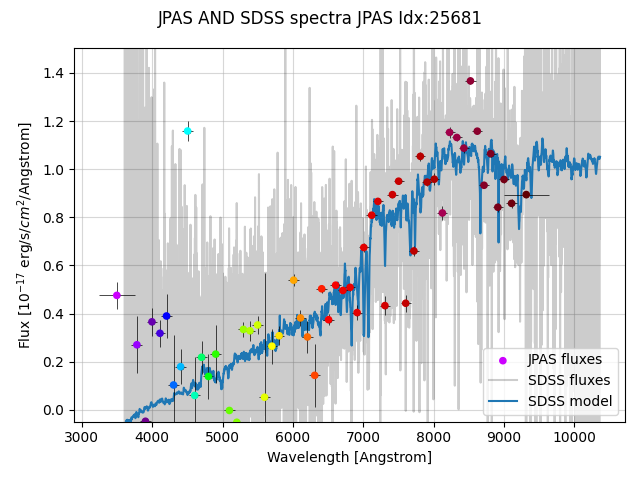 JPAS AND SDSS spectra JPAS Idx:25681
Flux [10⁻¹⁷ erg/s/cm²/Angstrom]
1.4
1.2
1.0
0.8
0.6
0.4
0.2
0.0
JPAS fluxes
SDSS fluxes
SDSS model
3000 4000 5000 6000 7000 8000 9000 10000
Wavelength [Angstrom]